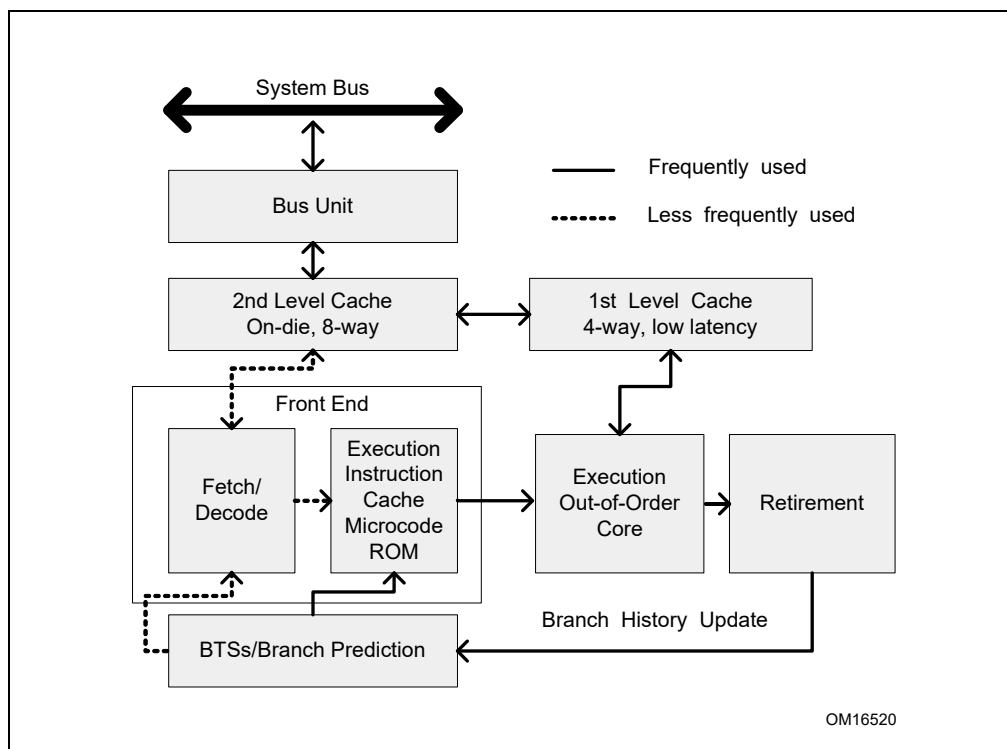 System Bus
Frequently used
Bus Unit
Less frequently used
2nd Level Cache
On-die, 8-way
1st Level Cache
4-way, low latency
Front End
Fetch/
Decode
Execution
Instruction
Cache
Microcode
ROM
Execution
Out-of-Order
Core
Retirement
Branch History Update
BTSs/Branch Prediction
OM16520